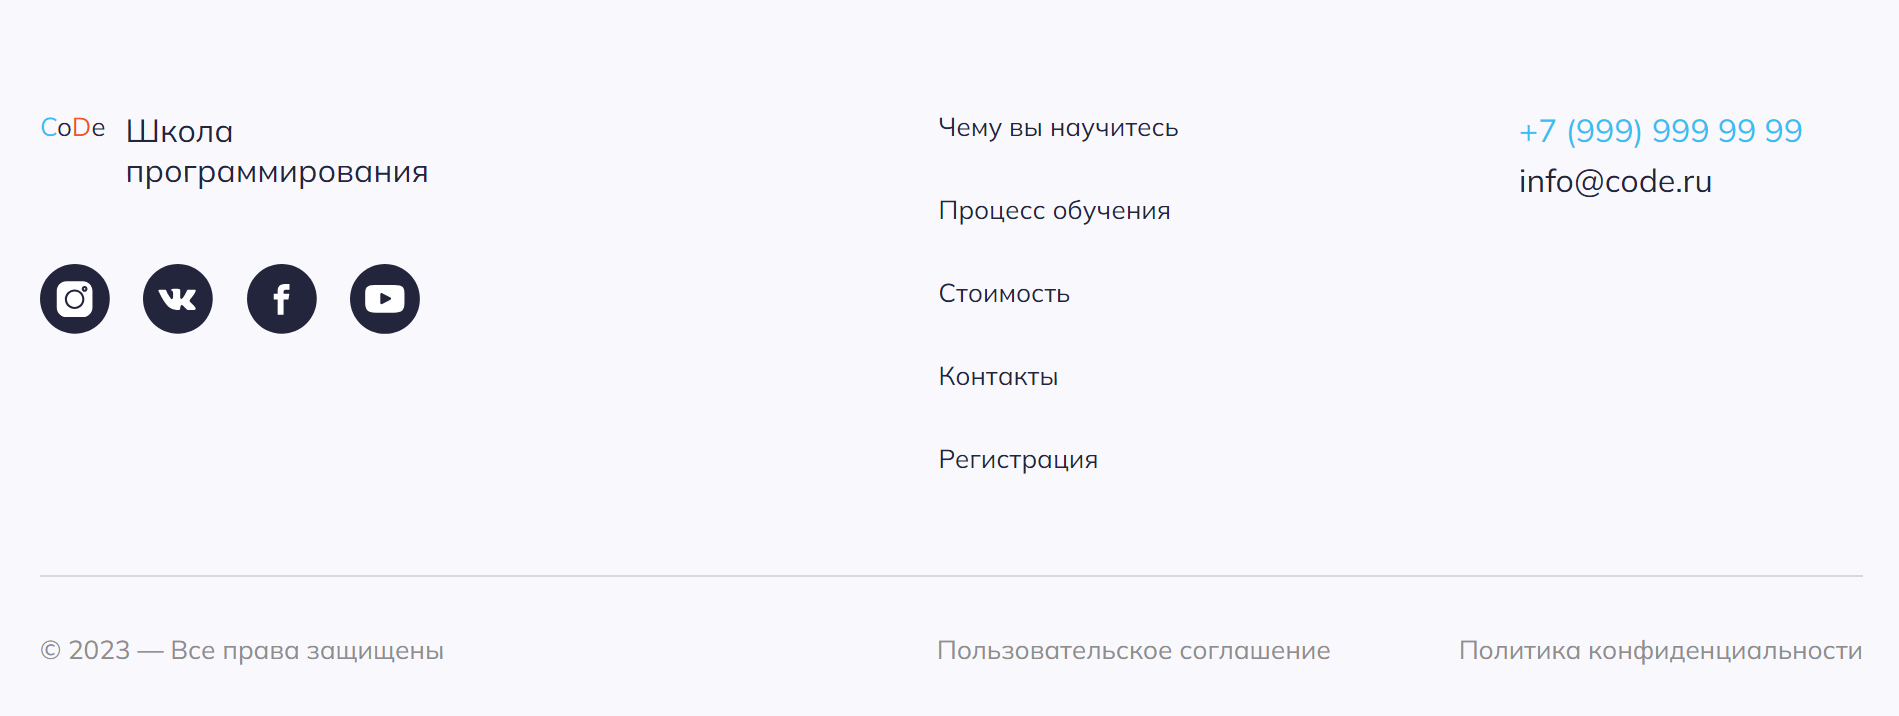 CoDe
Школа
программирования
Чему вы научитесь
Процесс обучения
Стоимость
Контакты
Регистрация
+7 (999) 999 99 99
info@code.ru
© 2023 — Все права защищены
Пользовательское соглашение
Политика конфиденциальности